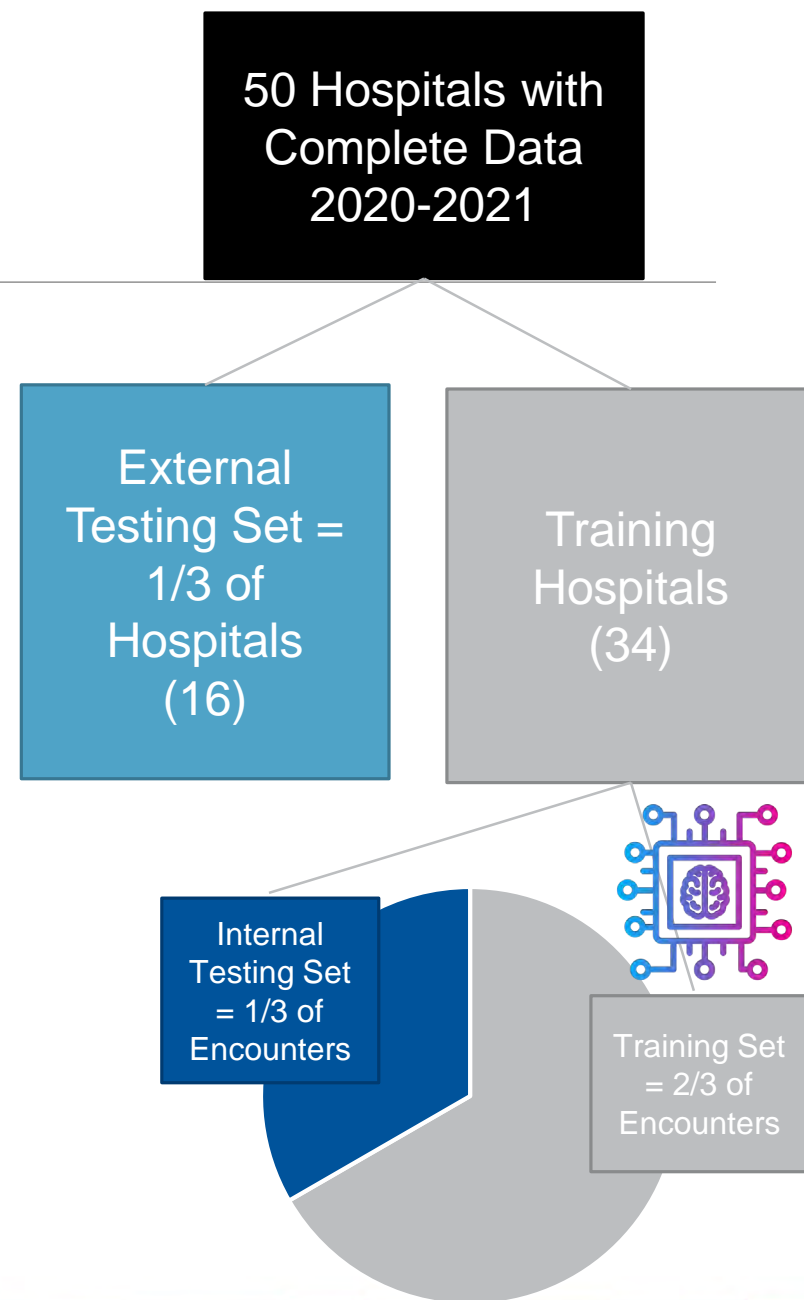 50 Hospitals with
Complete Data
2020-2021
External
Testing Set =
1/3 of
Hospitals
(16)
Training
Hospitals
(34)
Internal
Testing Set
= 1/3 of
Encounters
Training Set
= 2/3 of
Encounters